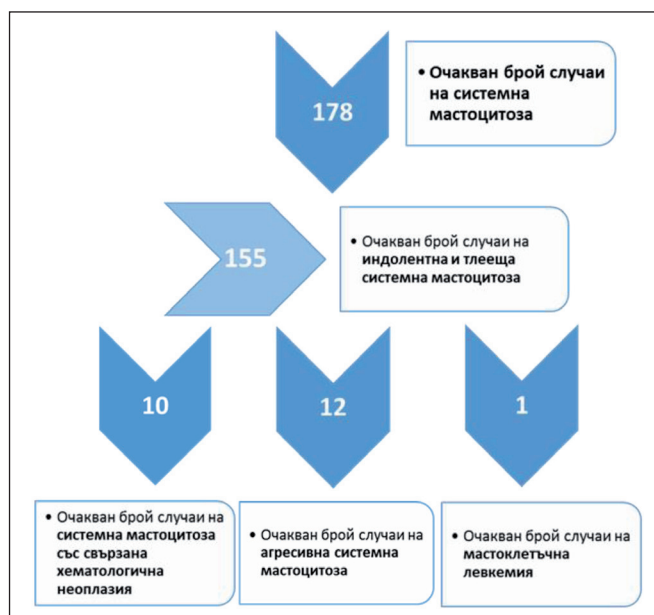 178
• Очакван брой случаи
на системна
мастоцитоза
155
• Очакван брой случаи на
индолентна и тлееща
системна мастоцитоза
10
12
1
• Очакван брой случаи на
системна мастоцитоза
със свързана
хематологична
неоплазия
• Очакван брой случаи на
агресивна системна
мастоцитоза
• Очакван брой случаи на
мастоклетъчна
левкемия